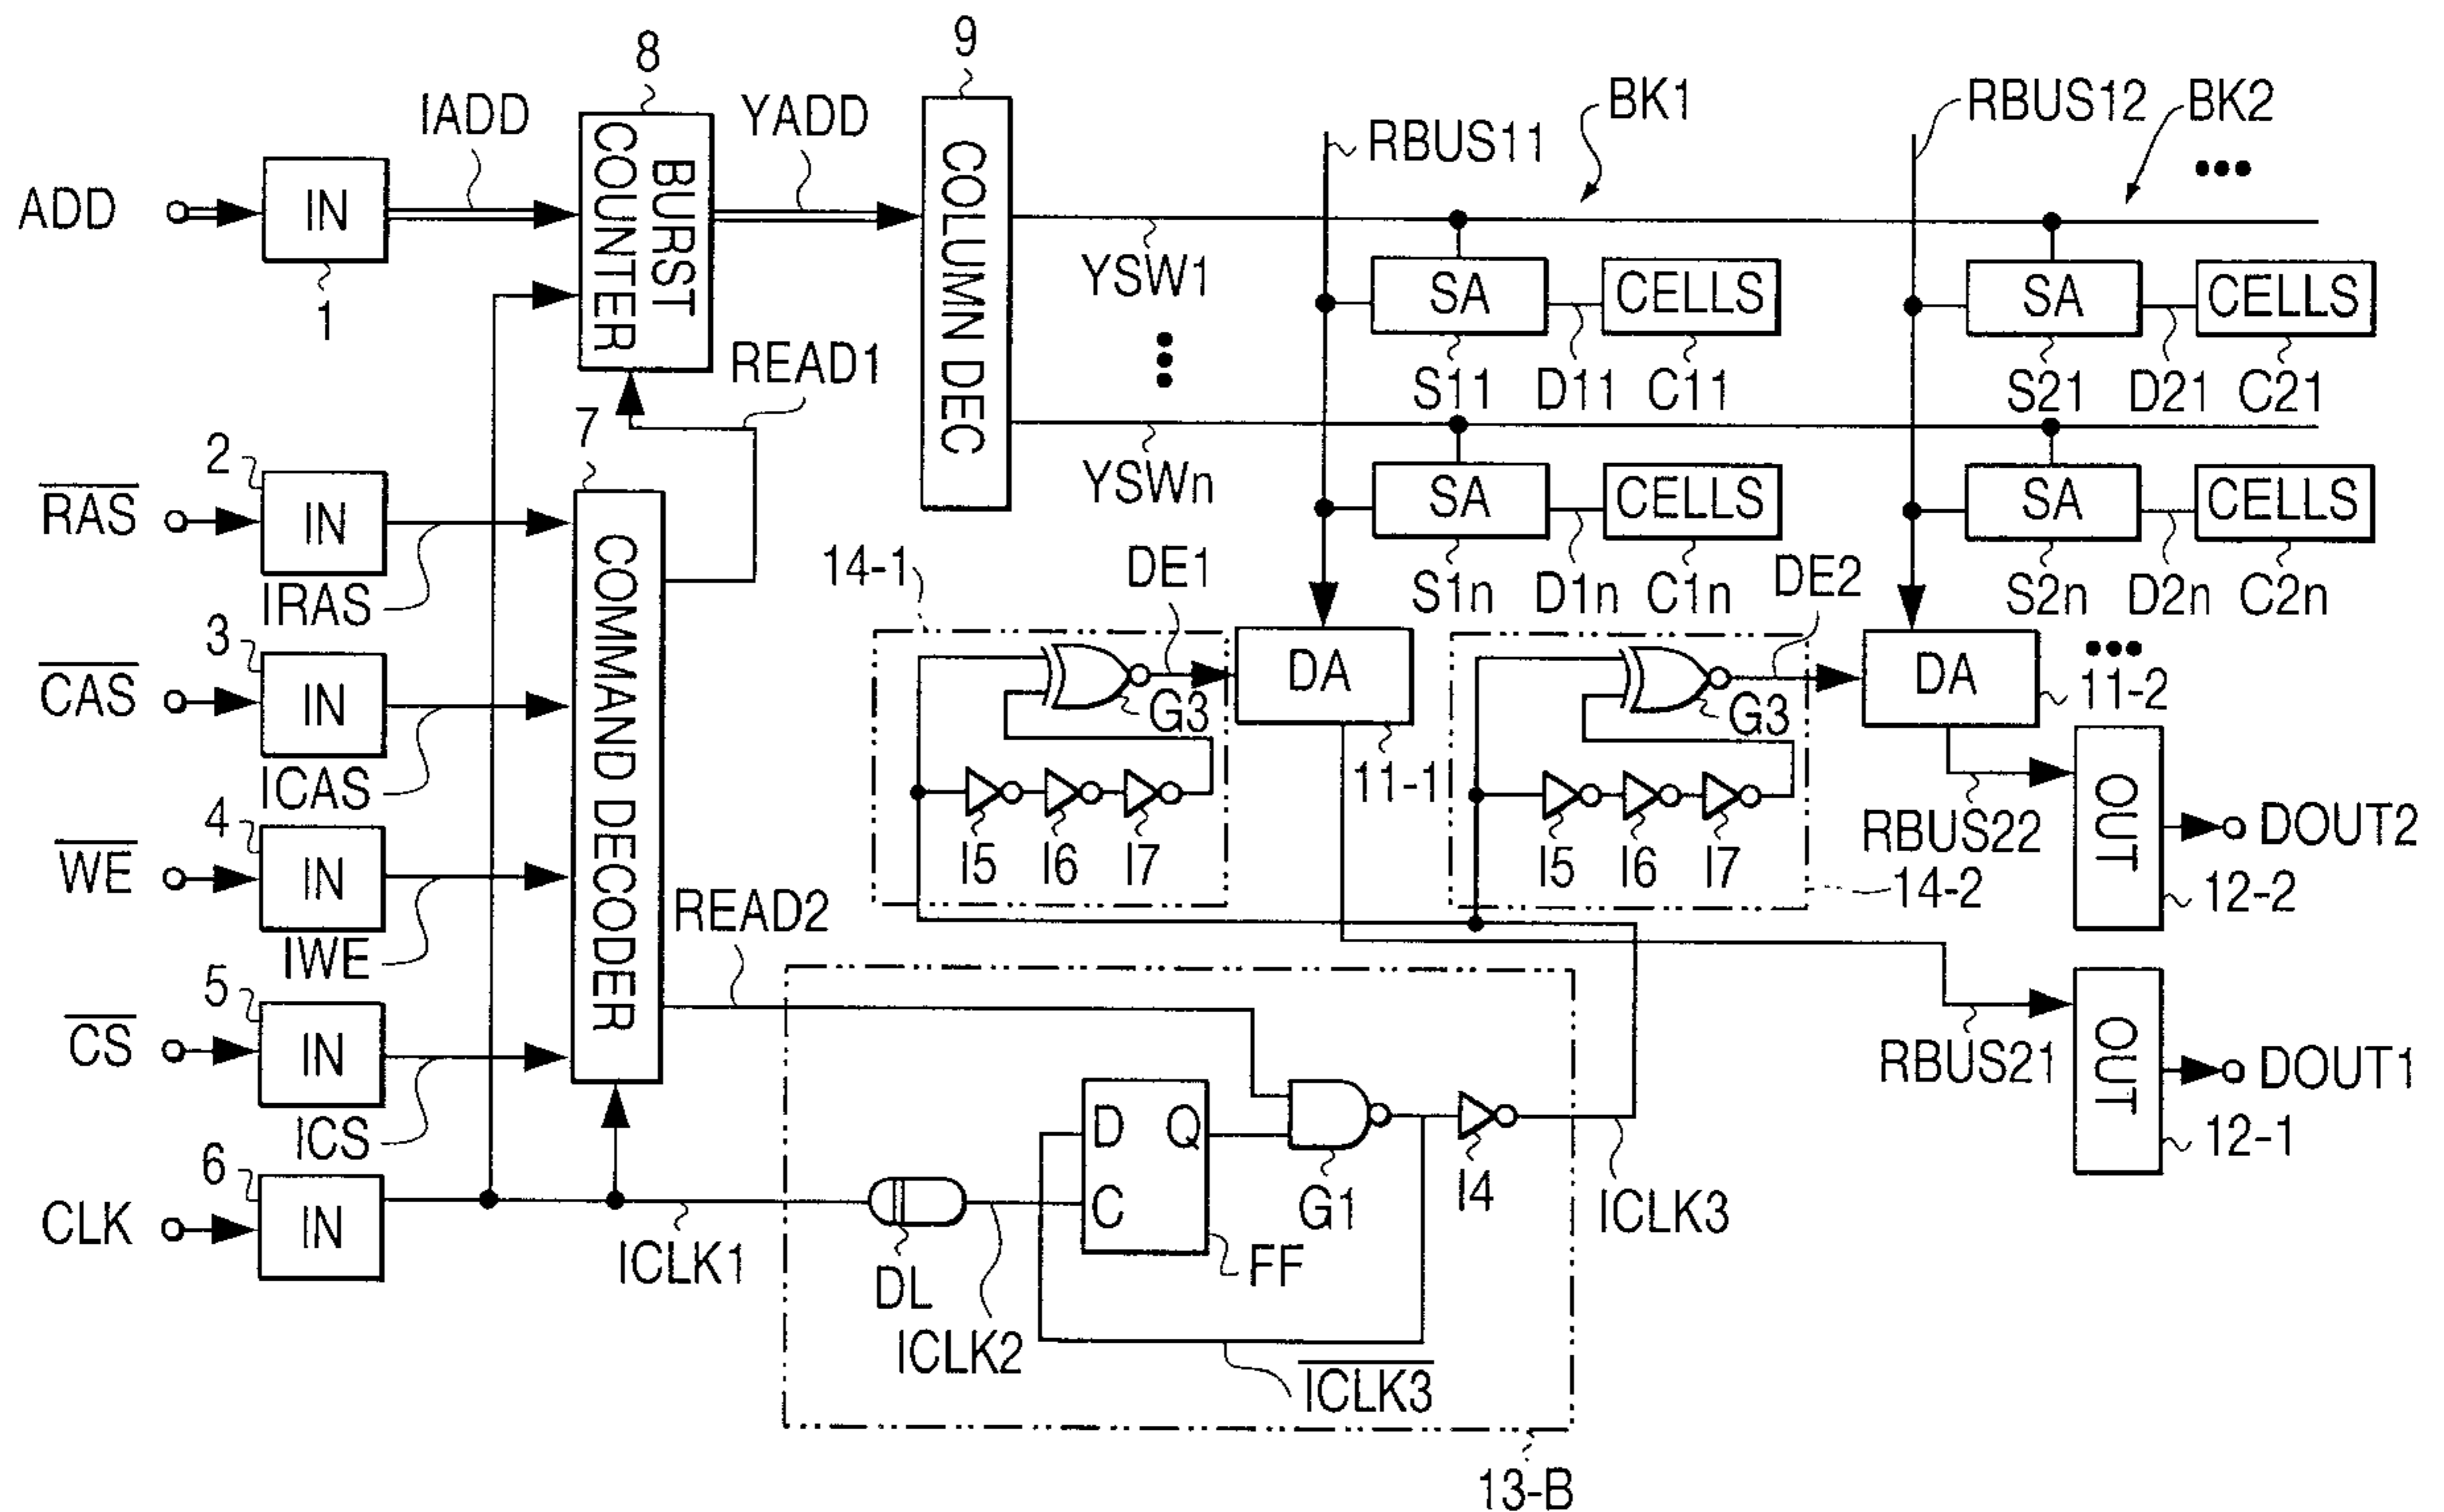 8
9
IADD
YADD
BK1
RBUS12
BK2
RBUS11
ADD
IN
BURST COUNTER
COLUMN DEC
1
YSW1
SA
CELLS
SA
CELLS
READ1
S11
D11
C11
S21
D21
C21
7
2
RAS
IN
IRAS
YSWn
SA
CELLS
SA
CELLS
14-1
DE1
S1n
D1n
C1n
DE2
S2n
D2n
C2n
COMMAND DECODER
3
CAS
IN
ICAS
DA
G3
G3
DA
11-2
11-1
I5
I6
I7
I5
I6
I7
RBUS22
OUT
DOUT2
14-2
12-2
4
WE
IN
IWE
READ2
5
CS
IN
ICS
D
Q
C
G1
I4
ICLK3
RBUS21
OUT
DOUT1
12-1
6
CLK
IN
ICLK1
DL
ICLK2
FF
ICLK3
13-B